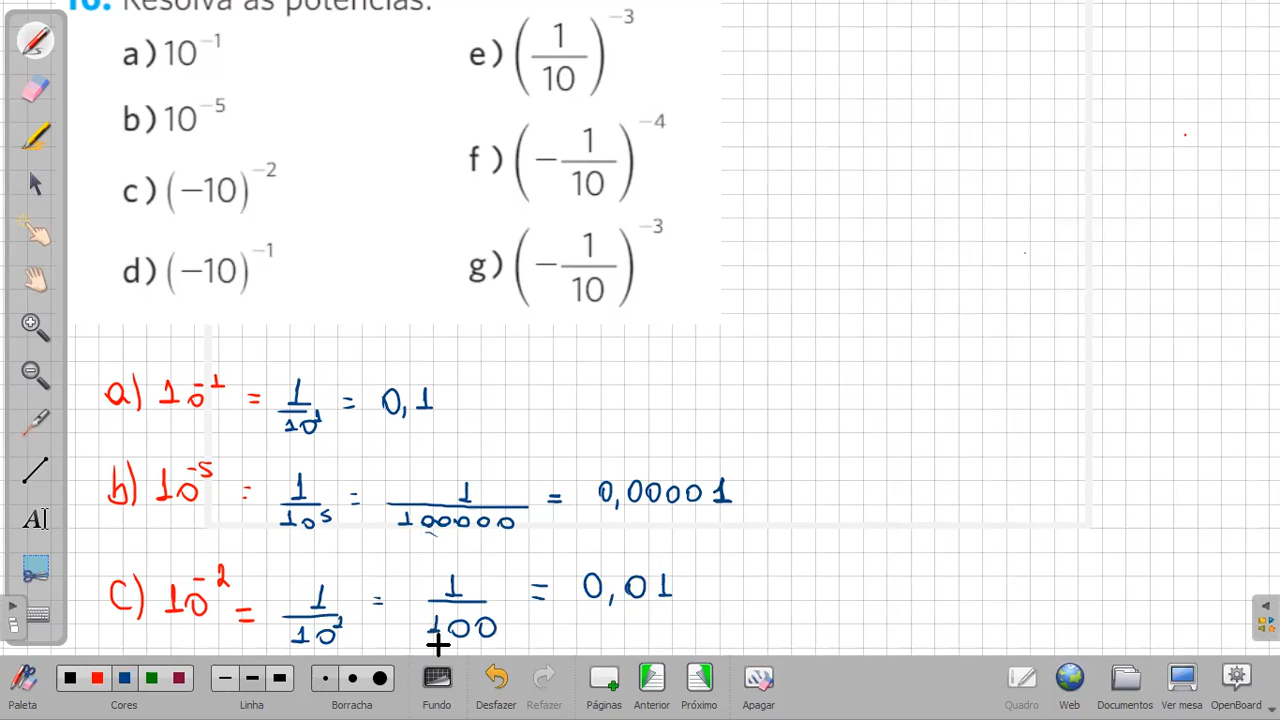 16. Resolva as potências.
a) 10⁻¹
b) 10⁻⁵
c) (−10)⁻²
d) (−10)⁻¹
e) (1/10)⁻³
f) (−1/10)⁻⁴
g) (−1/10)⁻³
a) 10⁻¹ = 1/10¹ = 0,1
b) 10⁻⁵ = 1/10⁵ = 1/100000 = 0,00001
c) 10⁻² = 1/10² = 1/100 = 0,01
Paleta Cores Linha Borracha Fundo Desfazer Refazer Páginas Anterior Próximo Apagar Quadro Web Documentos Ver mesa OpenBoard